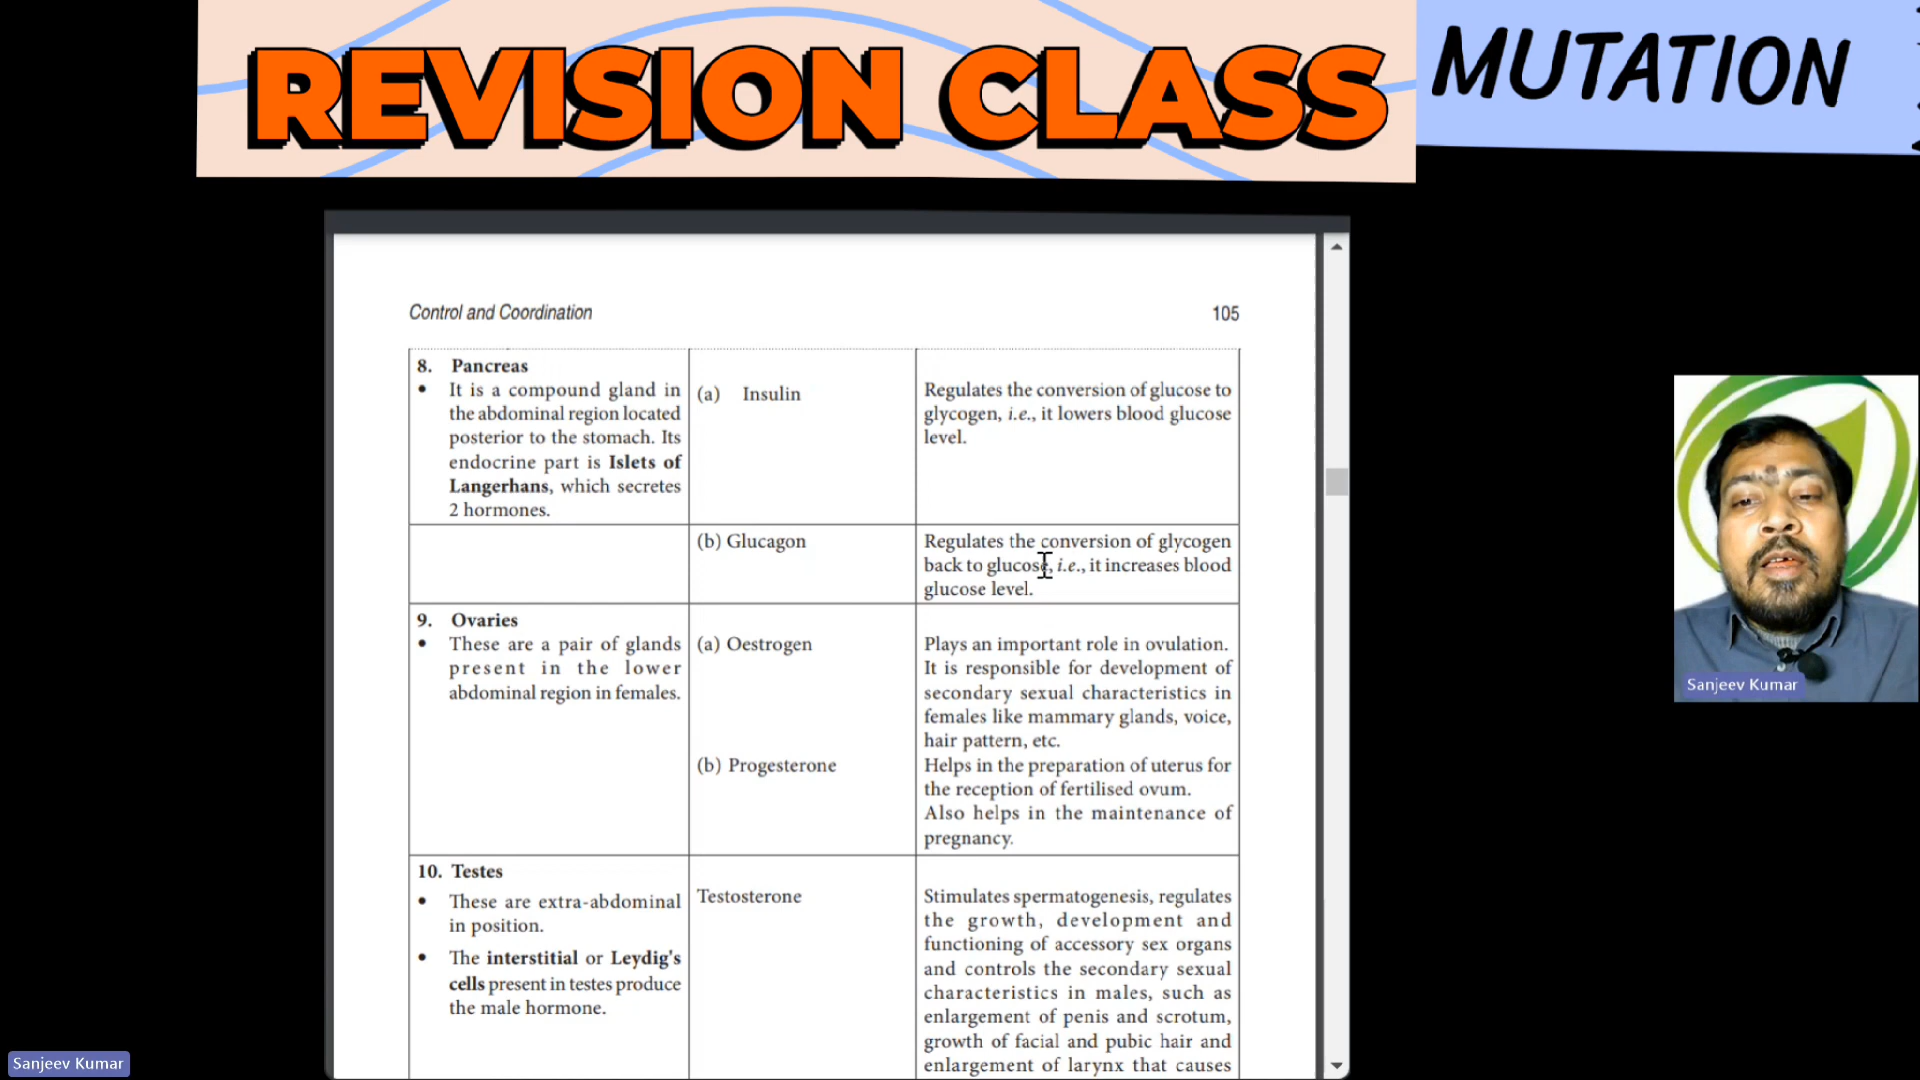 REVISION CLASS
MUTATION
Control and Coordination
105
8. Pancreas
• It is a compound gland in
the abdominal region located
posterior to the stomach. Its
endocrine part is Islets of
Langerhans, which secretes
2 hormones.
(a) Insulin
Regulates the conversion of glucose to
glycogen, i.e., it lowers blood glucose
level.
(b) Glucagon
Regulates the conversion of glycogen
back to glucose, i.e., it increases blood
glucose level.
9. Ovaries
• These are a pair of glands
present in the lower
abdominal region in females.
(a) Oestrogen
Plays an important role in ovulation.
It is responsible for development of
secondary sexual characteristics in
females like mammary glands, voice,
hair pattern, etc.
(b) Progesterone
Helps in the preparation of uterus for
the reception of fertilised ovum.
Also helps in the maintenance of
pregnancy.
10. Testes
• These are extra-abdominal
in position.
• The interstitial or Leydig's
cells present in testes produce
the male hormone.
Testosterone
Stimulates spermatogenesis, regulates
the growth, development and
functioning of accessory sex organs
and controls the secondary sexual
characteristics in males, such as
enlargement of penis and scrotum,
growth of facial and pubic hair and
enlargement of larynx that causes
Sanjeev Kumar
Sanjeev Kumar